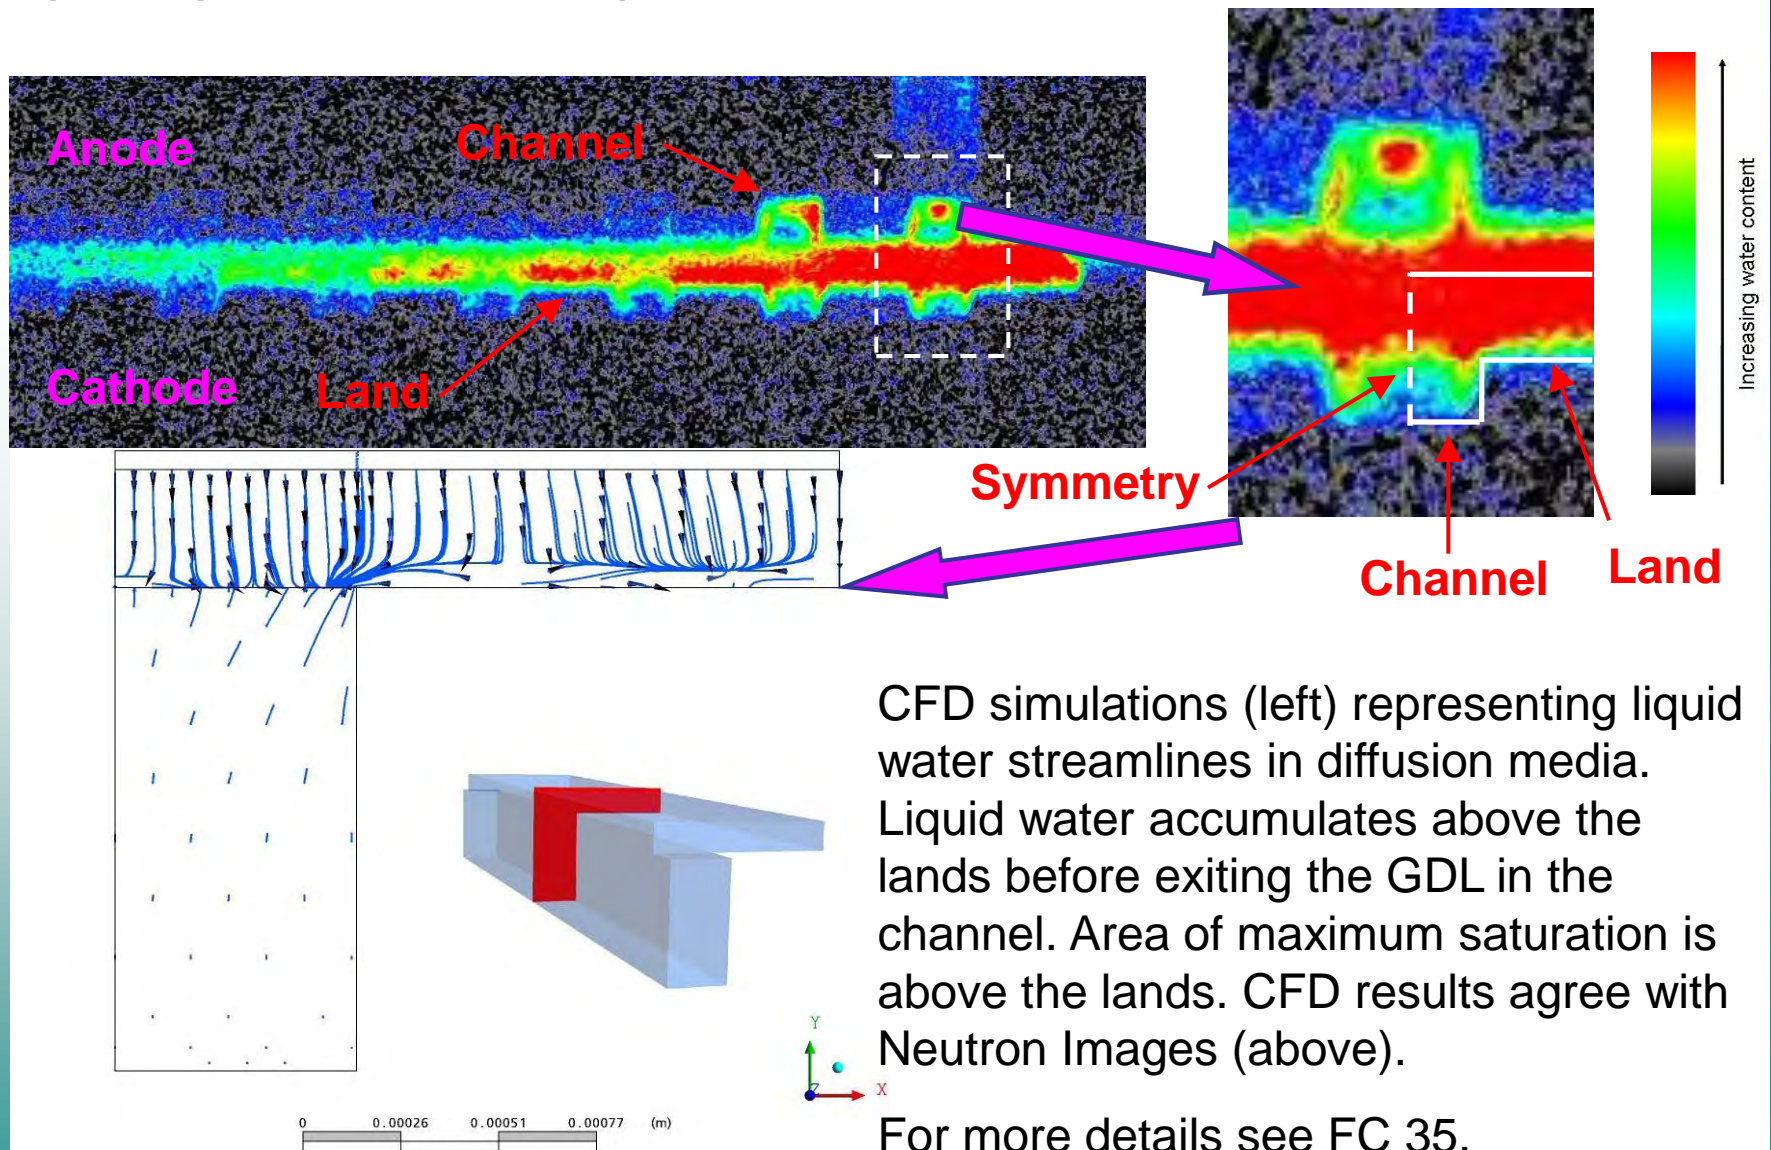 Anode
Channel
Cathode
Land
Increasing water content
Symmetry
Channel
Land
CFD simulations (left) representing liquid
water streamlines in diffusion media.
Liquid water accumulates above the
lands before exiting the GDL in the
channel. Area of maximum saturation is
above the lands. CFD results agree with
Neutron Images (above).
For more details see FC 35.
Y
Z
X
0 0.00026 0.00051 0.00077 (m)